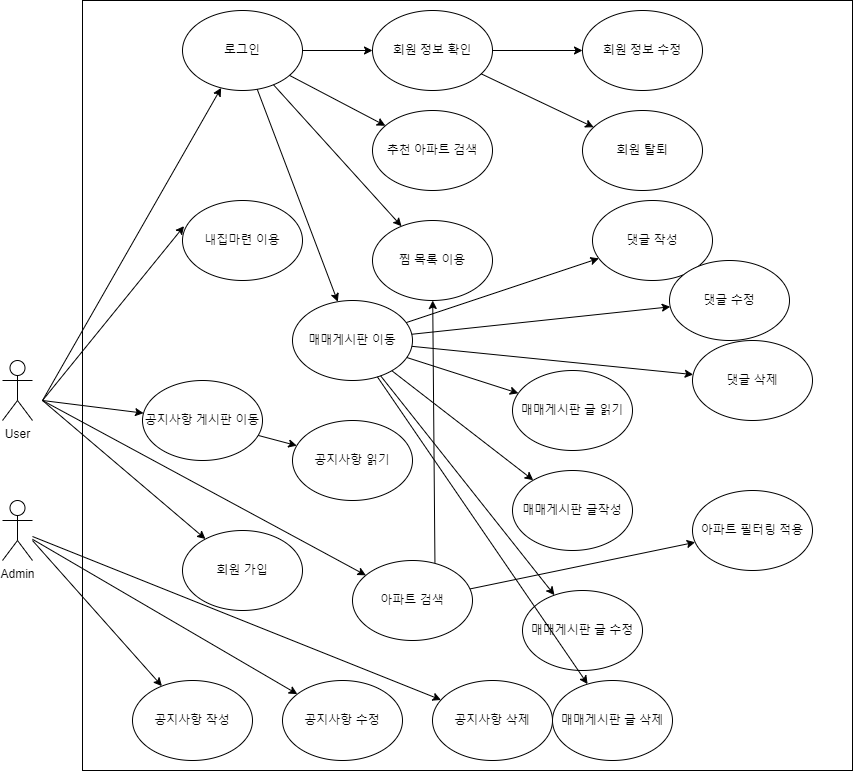 로그인
회원 정보 확인
회원 정보 수정
추천 아파트 검색
회원 탈퇴
내집마련 이용
찜 목록 이용
댓글 작성
댓글 수정
매매게시판 이동
댓글 삭제
User
공지사항 게시판 이동
매매게시판 글 읽기
공지사항 읽기
매매게시판 글작성
아파트 필터링 적용
Admin
회원 가입
아파트 검색
매매게시판 글 수정
공지사항 작성
공지사항 수정
공지사항 삭제
매매게시판 글 삭제